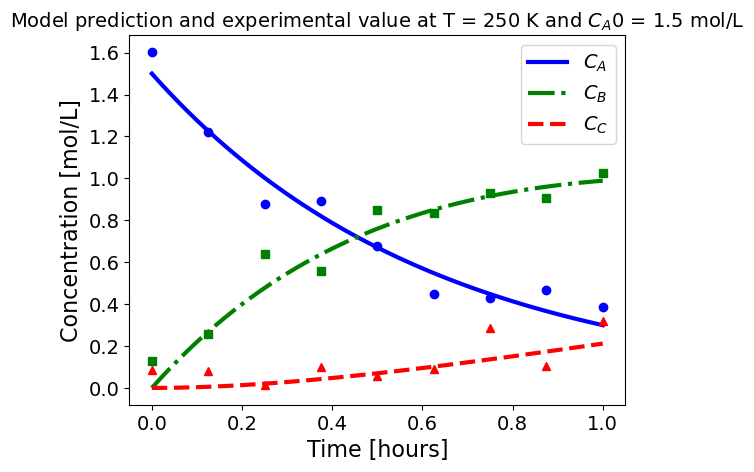 Model prediction and experimental value at T = 250 K and C_A0 = 1.5 mol/L
C_A
C_B
C_C
Concentration [mol/L]
1.6
1.4
1.2
1.0
0.8
0.6
0.4
0.2
0.0
0.0 0.2 0.4 0.6 0.8 1.0
Time [hours]